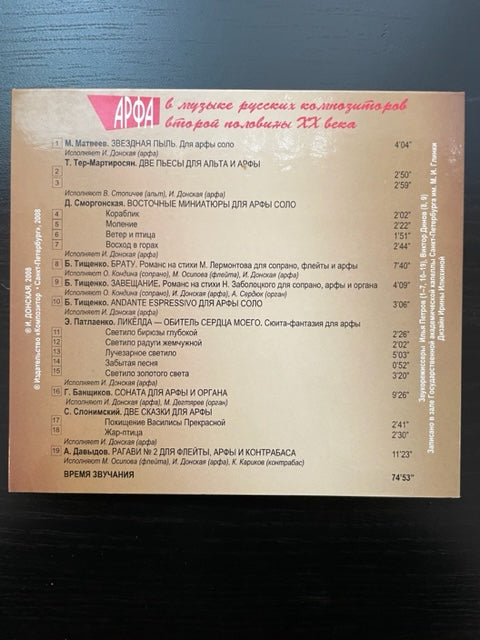 АРФА в музыке русских композиторов
второй половины XX века
1 М. Матвеев. ЗВЕЗДНАЯ ПЫЛЬ. Для арфы соло 4'04"
Исполняет И. Донская (арфа)
Т. Тер-Мартиросян. ДВЕ ПЬЕСЫ ДЛЯ АЛЬТА И АРФЫ
2 2'50"
3 2'59"
Исполняют В. Стопичев (альт), И. Донская (арфа)
Д. Сморгонская. ВОСТОЧНЫЕ МИНИАТЮРЫ ДЛЯ АРФЫ СОЛО
4 Кораблик 2'02"
5 Моление 2'22"
6 Ветер и птица 1'51"
7 Восход в горах 2'44"
Исполняет И. Донская (арфа)
8 Б. Тищенко. БРАТУ. Романс на стихи М. Лермонтова для сопрано, флейты и арфы 7'40"
Исполняют О. Кондина (сопрано), М. Осипова (флейта), И. Донская (арфа)
9 Б. Тищенко. ЗАВЕЩАНИЕ. Романс на стихи Н. Заболоцкого для сопрано, арфы и органа 4'09"
Исполняют О. Кондина (сопрано), И. Донская (арфа), А. Сердюк (орган)
10 Б. Тищенко. ANDANTE ESPRESSIVO ДЛЯ АРФЫ СОЛО 3'06"
Исполняет И. Донская (арфа)
Э. Патлаенко. ЛИКЁЛДА — ОБИТЕЛЬ СЕРДЦА МОЕГО. Сюита-фантазия для арфы
11 Светило бирюзы глубокой 2'26"
12 Светило радуги жемчужной 2'02"
13 Лучезарное светило 5'03"
14 Забытая песня 0'52"
15 Светило золотого света 3'20"
Исполняет И. Донская (арфа)
16 Г. Банщиков. СОНАТА ДЛЯ АРФЫ И ОРГАНА 9'26"
Исполняют И. Донская (арфа), М. Дегтярев (орган)
С. Слонимский. ДВЕ СКАЗКИ ДЛЯ АРФЫ
17 Похищение Василисы Прекрасной 2'41"
18 Жар-птица 2'30"
Исполняет И. Донская (арфа)
19 А. Давыдов. РАГАВИ № 2 ДЛЯ ФЛЕЙТЫ, АРФЫ И КОНТРАБАСА 11'23"
Исполняют М. Осипова (флейта), И. Донская (арфа), К. Кариков (контрабас)
ВРЕМЯ ЗВУЧАНИЯ 74'53"
® И. ДОНСКАЯ, 2008
® Издательство «Композитор • Санкт-Петербург», 2008
Звукорежиссеры Илья Петров (1–7, 10, 16–19), Виктор Динов (8, 9)
Записано в зале Государственной академической капеллы Санкт-Петербурга им. М. И. Глинки
Дизайн Ирины Илюхиной